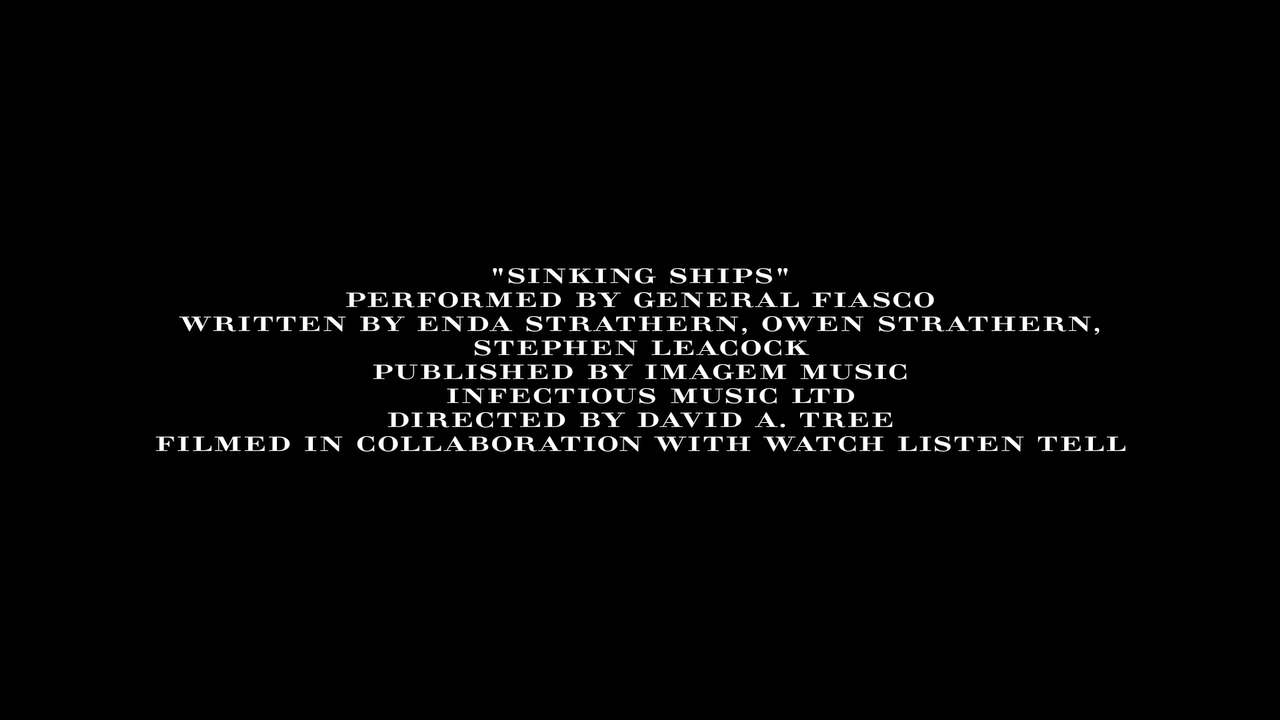 "SINKING SHIPS"
PERFORMED BY GENERAL FIASCO
WRITTEN BY ENDA STRATHERN, OWEN STRATHERN,
STEPHEN LEACOCK
PUBLISHED BY IMAGEM MUSIC
INFECTIOUS MUSIC LTD
DIRECTED BY DAVID A. TREE
FILMED IN COLLABORATION WITH WATCH LISTEN TELL